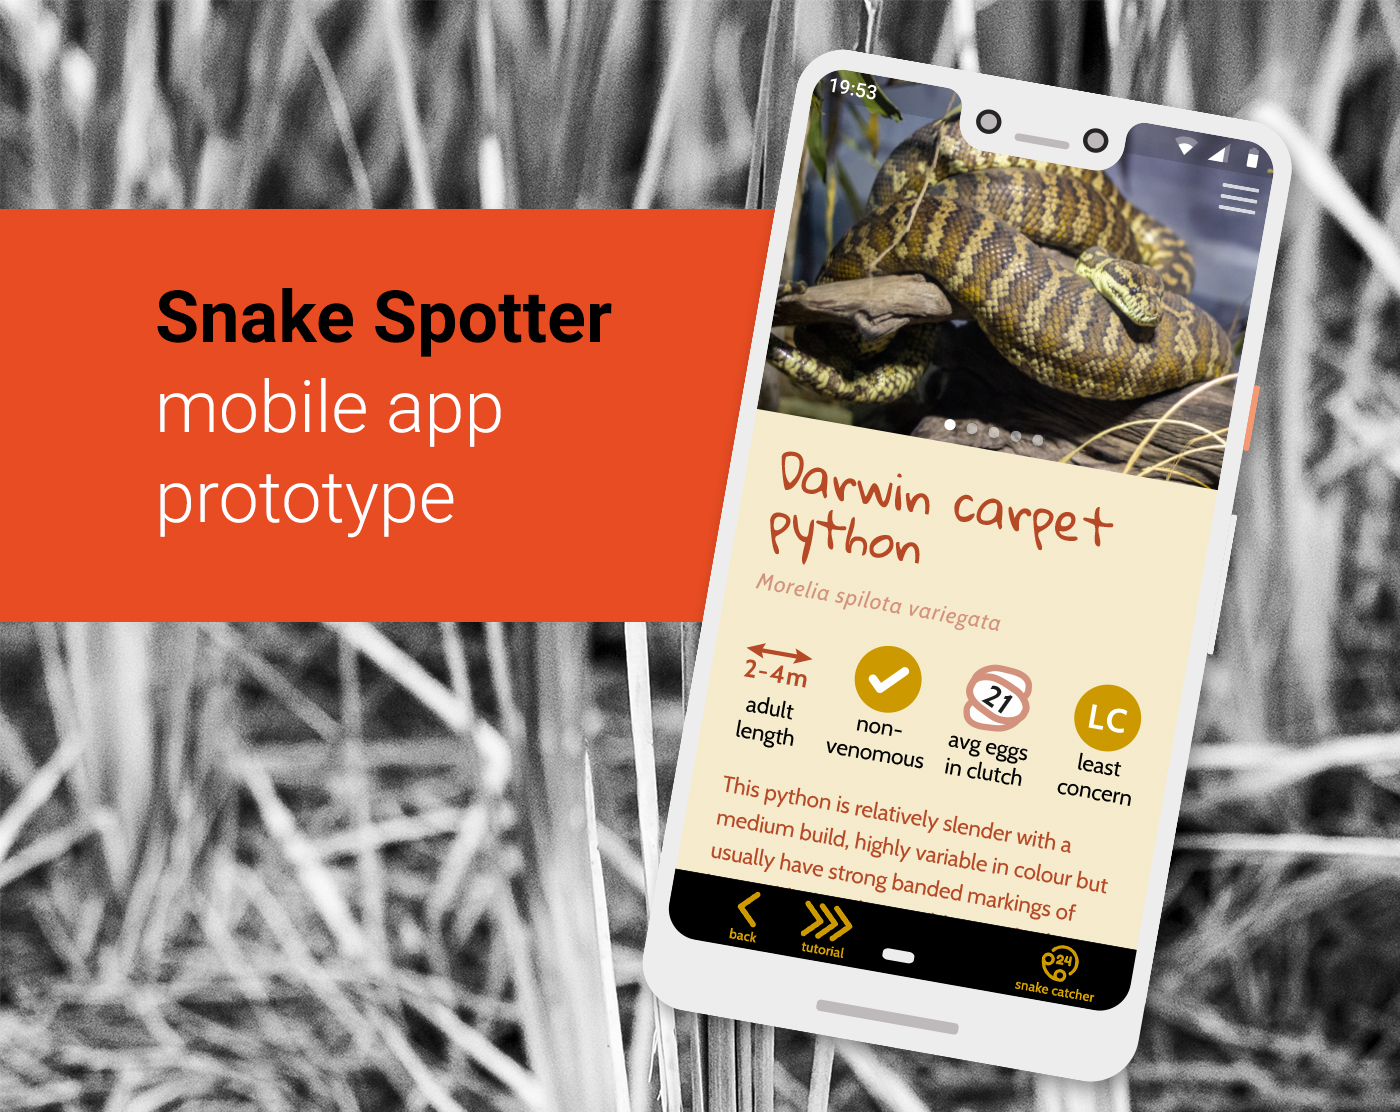 Snake Spotter
mobile app
prototype
19:53
Darwin carpet
python
Morelia spilota variegata
2-4m
adult
length
non-
venomous
21
avg eggs
in clutch
LC
least
concern
This python is relatively slender with a
medium build, highly variable in colour but
usually have strong banded markings of
back
tutorial
24
snake catcher